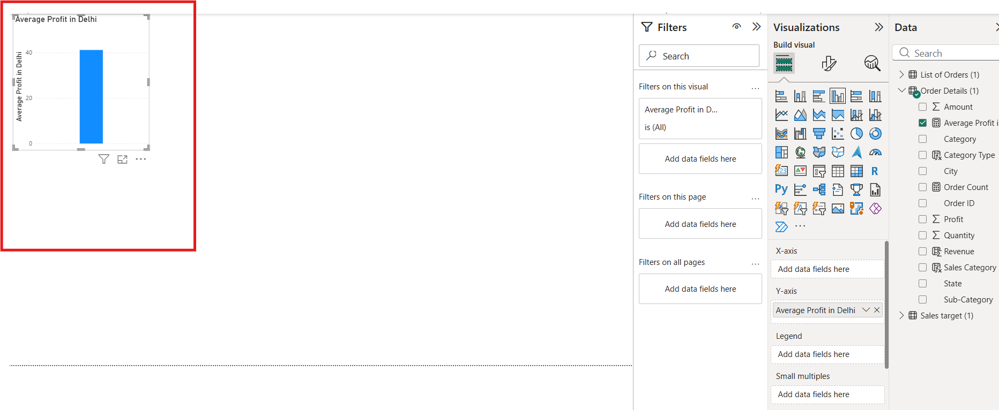 Average Profit in Delhi
Average Profit in Delhi
40
20
0
Filters
Search
Filters on this visual
...
Average Profit in D...
is (All)
Add data fields here
Filters on this page
...
Add data fields here
Filters on all pages
...
Add data fields here
Visualizations
Build visual
123
R
Py
...
X-axis
Add data fields here
Y-axis
Average Profit in Delhi
Legend
Add data fields here
Small multiples
Add data fields here
Data
Search
List of Orders (1)
Order Details (1)
Amount
Average Profit i
Category
Category Type
City
Order Count
Order ID
Profit
Quantity
Revenue
Sales Category
State
Sub-Category
Sales target (1)